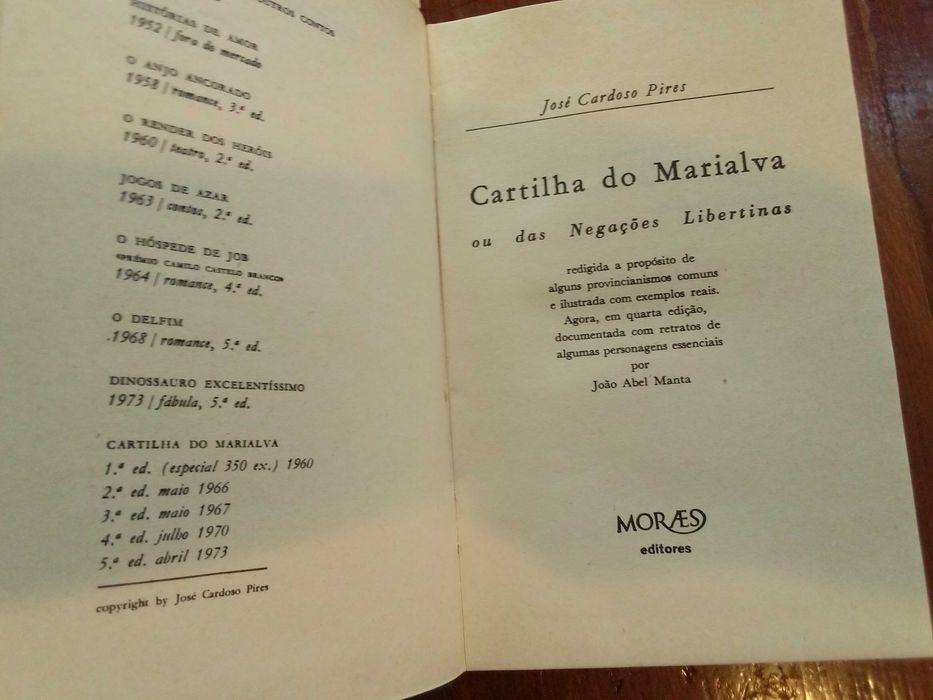 OUTROS CONTOS
HISTÓRIAS DE AMOR
1952 | fora do mercado
O ANJO ANCORADO
1958 | romance, 3.ª ed.
O RENDER DOS HERÓIS
1960 | teatro, 2.ª ed.
JOGOS DE AZAR
1963 | contos, 2.ª ed.
O HÓSPEDE DE JOB
«PRÉMIO CAMILO CASTELO BRANCO»
1964 | romance, 4.ª ed.
O DELFIM
1968 | romance, 5.ª ed.
DINOSSAURO EXCELENTÍSSIMO
1973 | fábula, 5.ª ed.
CARTILHA DO MARIALVA
1.ª ed. (especial 350 ex.) 1960
2.ª ed. maio 1966
3.ª ed. maio 1967
4.ª ed. julho 1970
5.ª ed. abril 1973
copyright by José Cardoso Pires
José Cardoso Pires
Cartilha do Marialva
ou das Negações Libertinas
redigida a propósito de
alguns provincianismos comuns
e ilustrada com exemplos reais.
Agora, em quarta edição,
documentada com retratos de
algumas personagens essenciais
por
João Abel Manta
MORÆS
editores